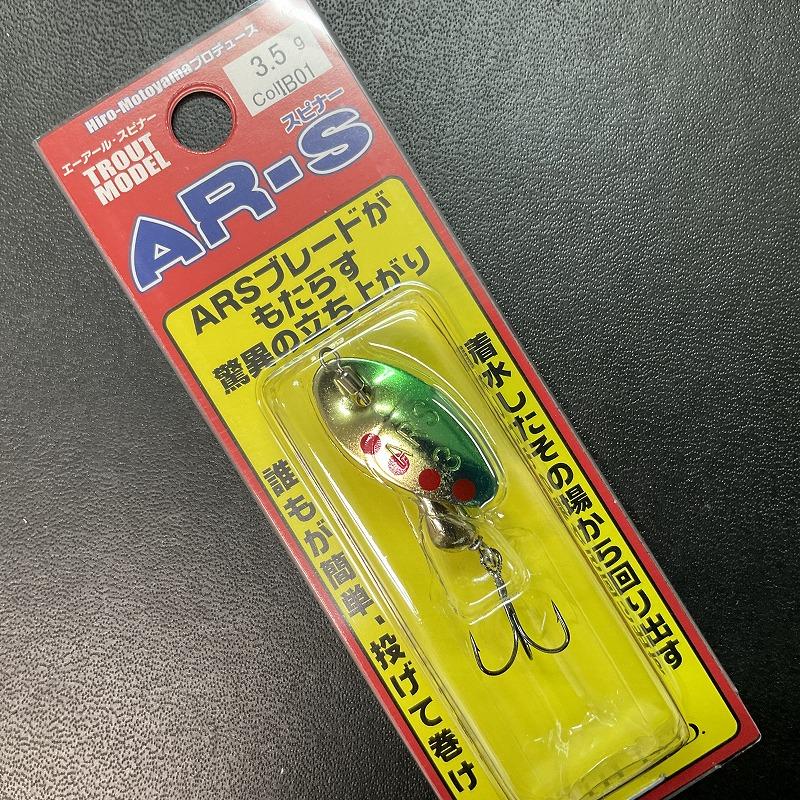 3.5 g
Col/B01
Hiro-Motoyamaプロデュース
エーアール・スピナー
TROUT
MODEL
スピナー
AR-S
ARSブレードが
もたらす
驚異の立ち上がり
着水したその場から回り出す
誰もが簡単・投げて巻け
ARS
3